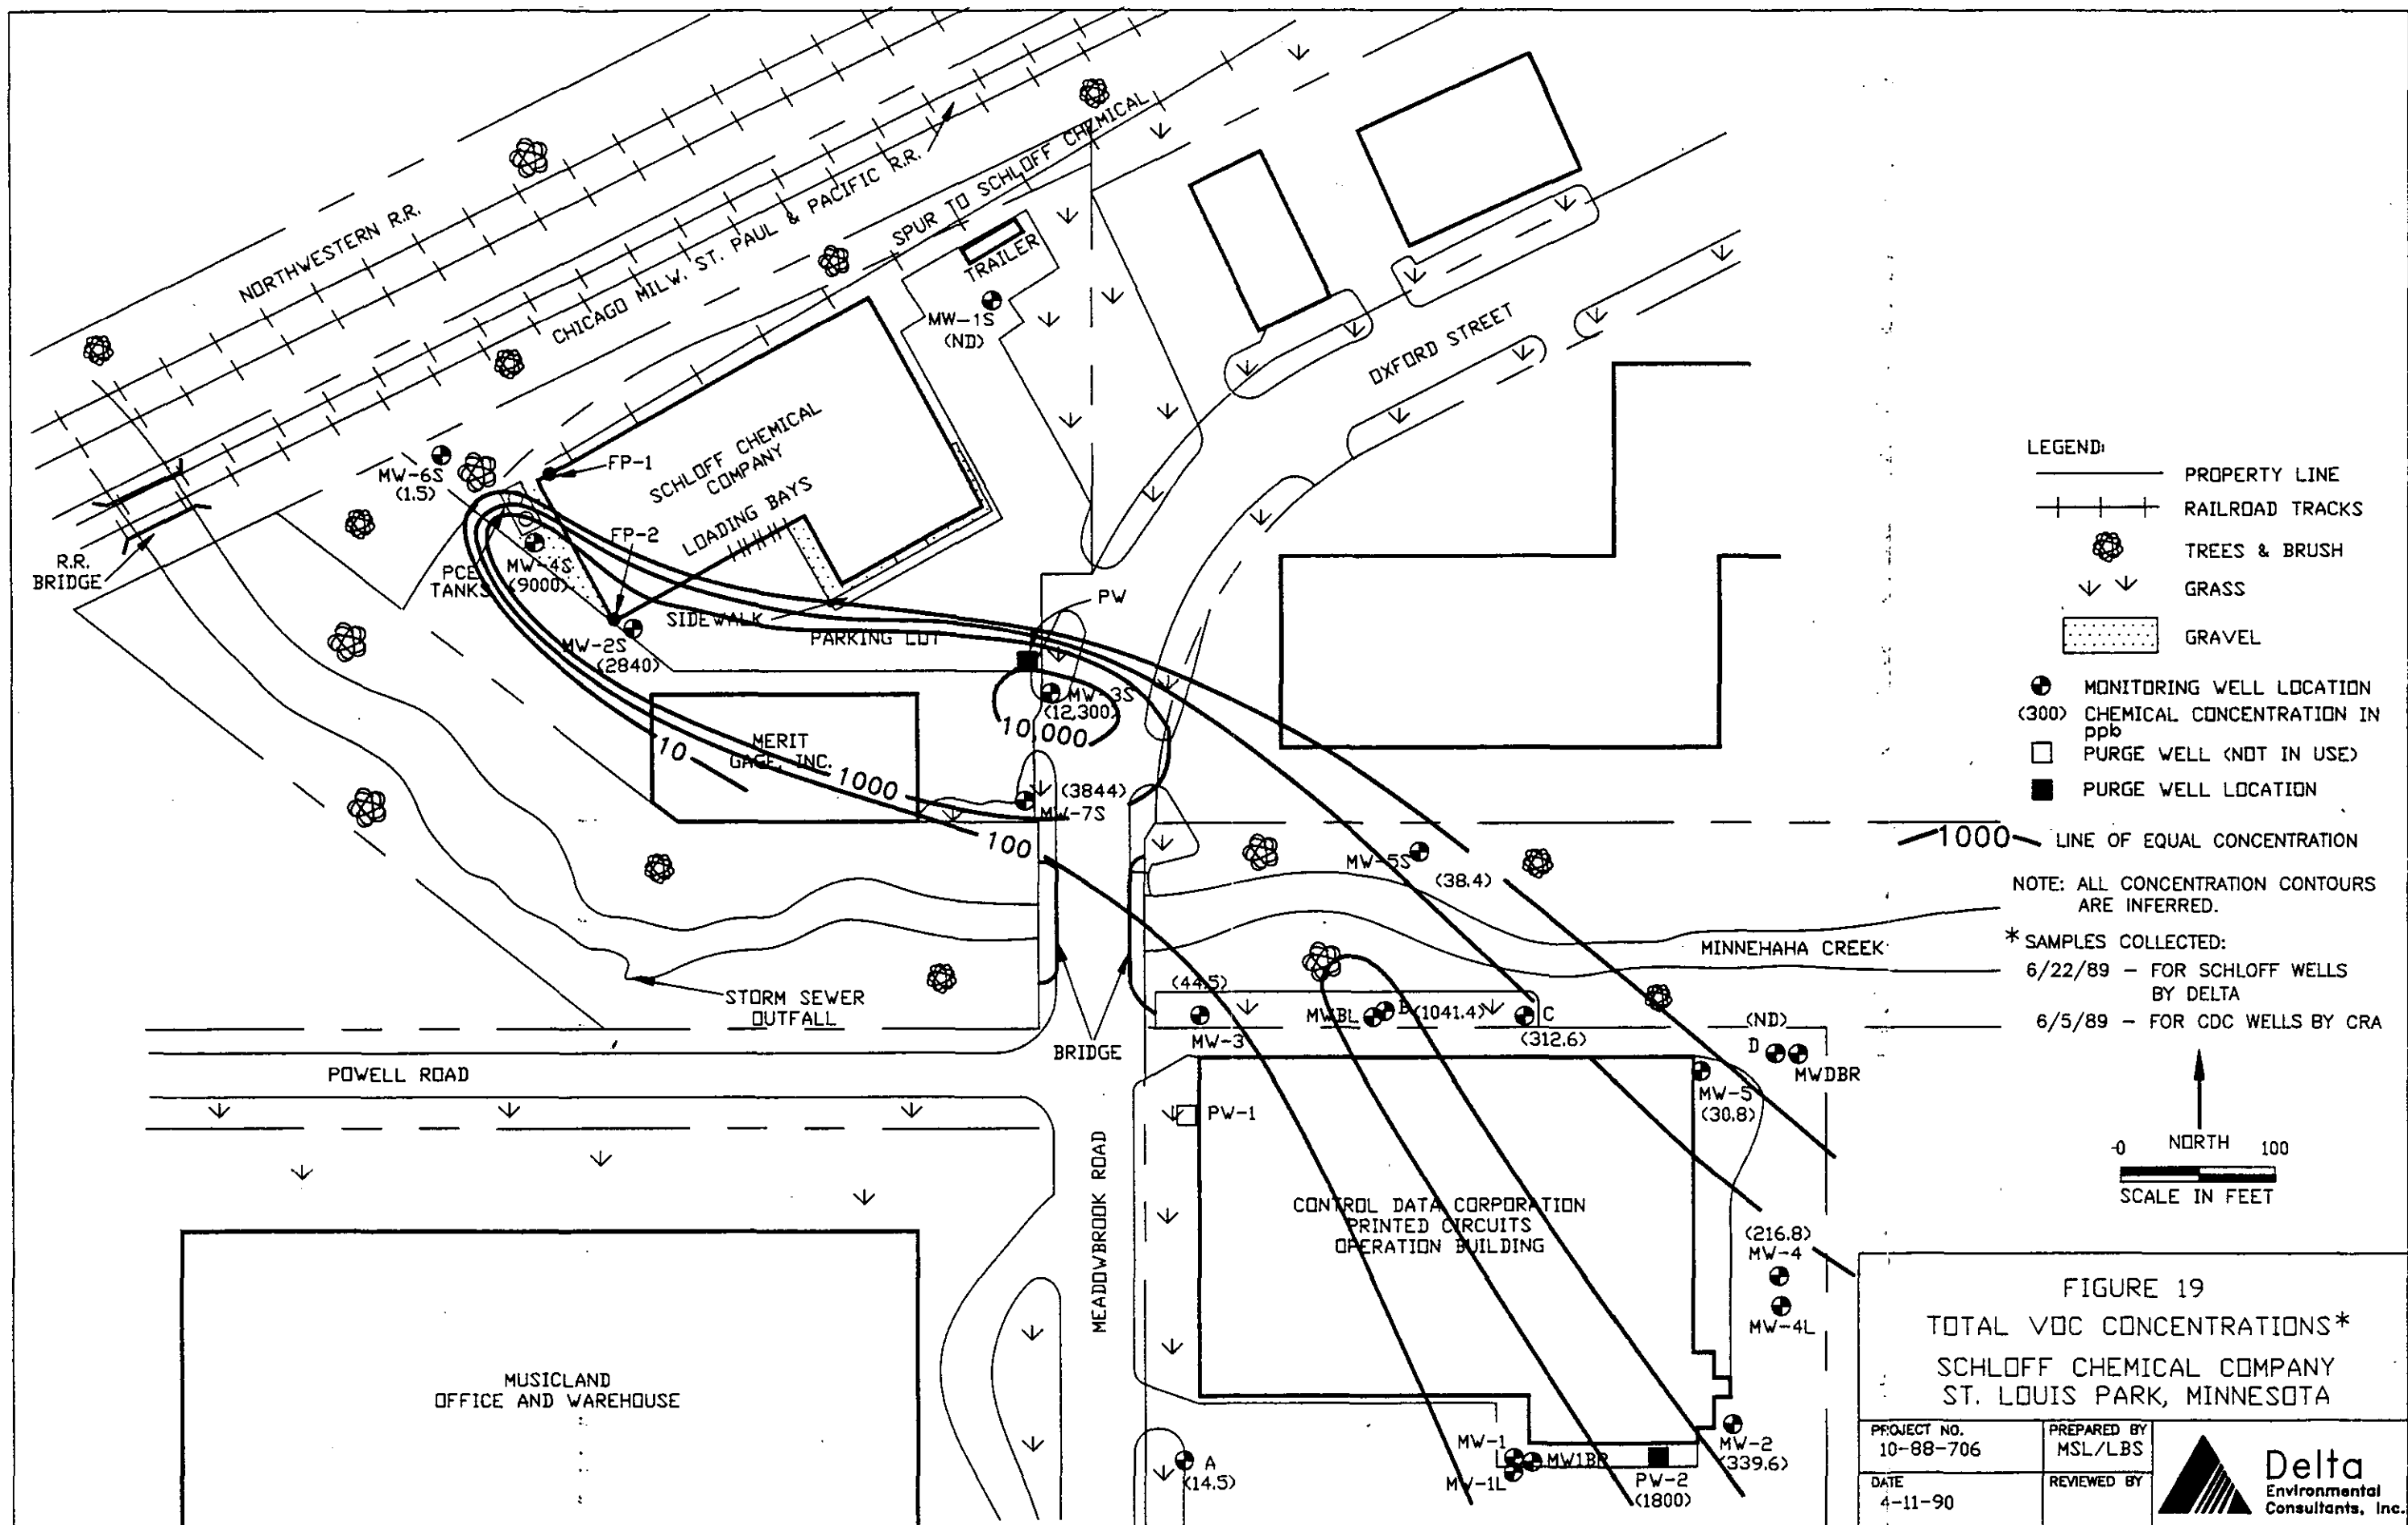 NORTHWESTERN R.R.
CHICAGO MILW. ST. PAUL & PACIFIC R.R.
SPUR TO SCHLOFF CHEMICAL
TRAILER
MW-1S
(ND)
OXFORD STREET
MW-6S
(1.5)
FP-1
SCHLOFF CHEMICAL
COMPANY
LOADING BAYS
FP-2
R.R.
BRIDGE
PCE
TANKS
MW-4S
(9000)
SIDEWALK
PARKING LOT
PW
MW-2S
(2840)
MW-3S
(12,300)
10,000
MERIT
GAGE, INC.
10
1000
(3844)
MW-7S
100
MW-5S
(38.4)
MINNEHAHA CREEK
STORM SEWER
OUTFALL
BRIDGE
(44.5)
MW-3
MWBL
B
(1041.4)
C
(312.6)
(ND)
D
MWDBR
MW-5
(30.8)
POWELL ROAD
PW-1
MEADOWBROOK ROAD
CONTROL DATA CORPORATION
PRINTED CIRCUITS
OPERATION BUILDING
(216.8)
MW-4
MW-4L
MUSICLAND
OFFICE AND WAREHOUSE
A
(14.5)
MW-1
MW1BR
MW-1L
PW-2
(1800)
MW-2
(339.6)
LEGEND:
PROPERTY LINE
RAILROAD TRACKS
TREES & BRUSH
GRASS
GRAVEL
MONITORING WELL LOCATION
(300) CHEMICAL CONCENTRATION IN
ppb
PURGE WELL (NOT IN USE)
PURGE WELL LOCATION
1000 LINE OF EQUAL CONCENTRATION
NOTE: ALL CONCENTRATION CONTOURS
ARE INFERRED.
* SAMPLES COLLECTED:
6/22/89 - FOR SCHLOFF WELLS
BY DELTA
6/5/89 - FOR CDC WELLS BY CRA
NORTH
-0 100
SCALE IN FEET
FIGURE 19
TOTAL VOC CONCENTRATIONS*
SCHLOFF CHEMICAL COMPANY
ST. LOUIS PARK, MINNESOTA
PROJECT NO.
10-88-706
PREPARED BY
MSL/LBS
DATE
4-11-90
REVIEWED BY
Delta
Environmental
Consultants, Inc.